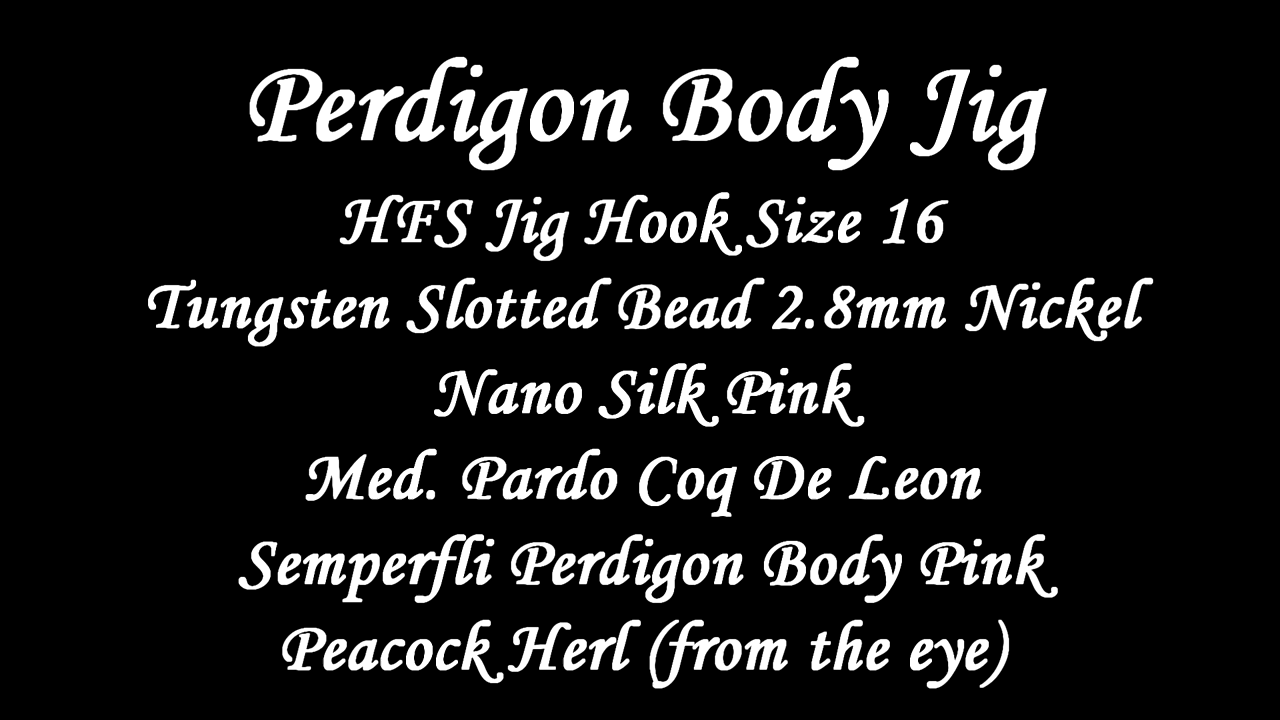 Perdigon Body Jig
HFS Jig Hook Size 16
Tungsten Slotted Bead 2.8mm Nickel
Nano Silk Pink
Med. Pardo Coq De Leon
Semperfli Perdigon Body Pink
Peacock Herl (from the eye)